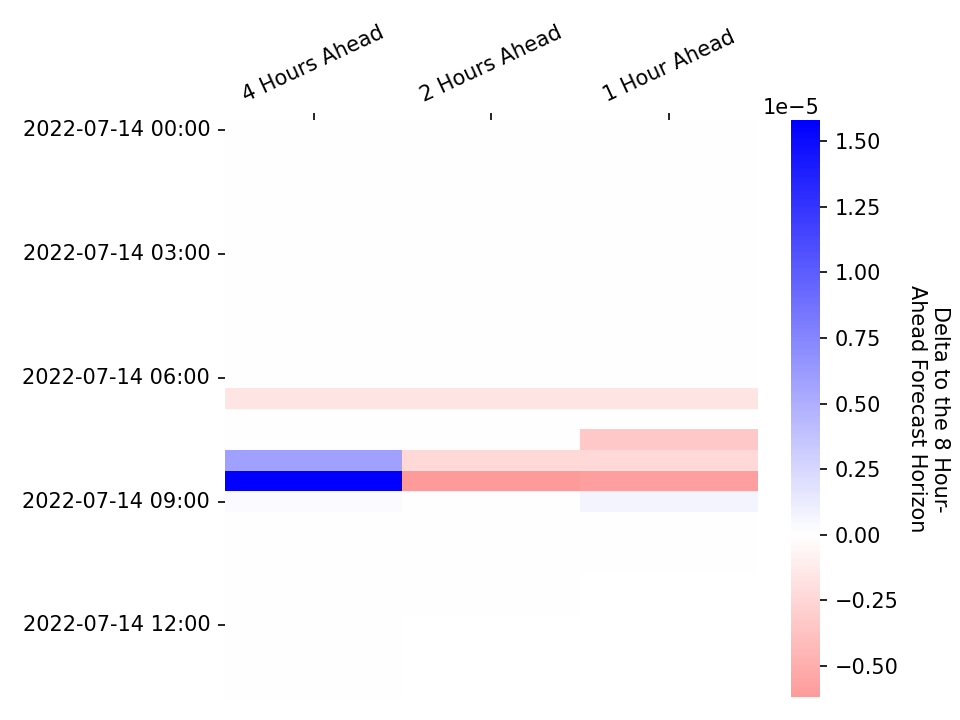 4 Hours Ahead
2 Hours Ahead
1 Hour Ahead
1e−5
2022-07-14 00:00
2022-07-14 03:00
2022-07-14 06:00
2022-07-14 09:00
2022-07-14 12:00
1.50
1.25
1.00
0.75
0.50
0.25
0.00
−0.25
−0.50
Delta to the 8 Hour-
Ahead Forecast Horizon